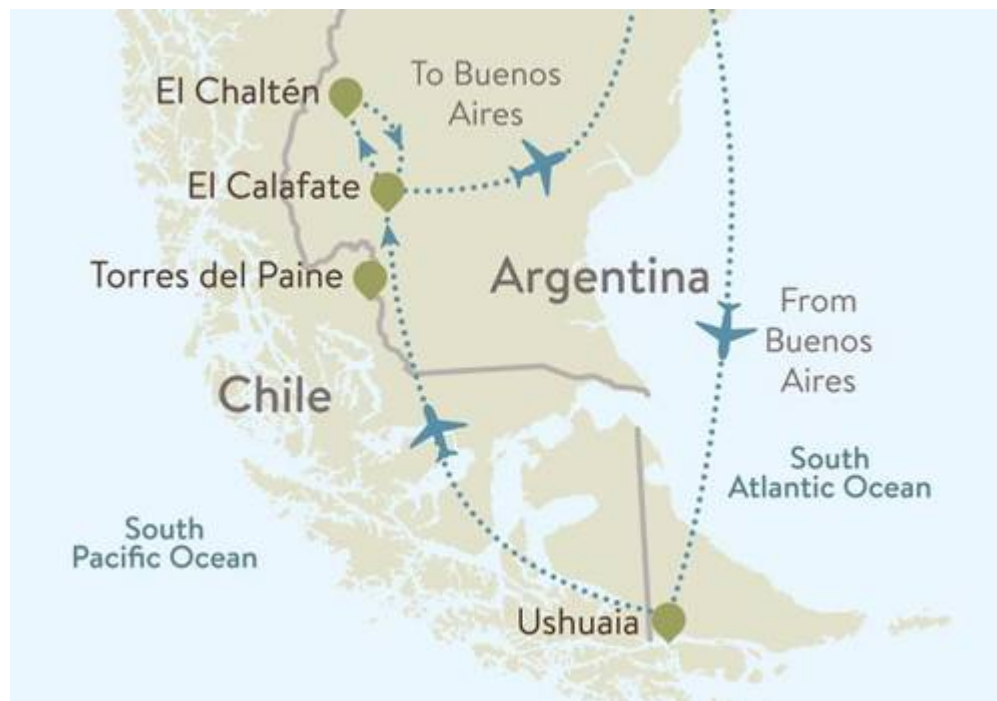 El Chaltén
To Buenos
Aires
El Calafate
Torres del Paine
Argentina
From
Buenos
Aires
Chile
South
Atlantic Ocean
South
Pacific Ocean
Ushuaia